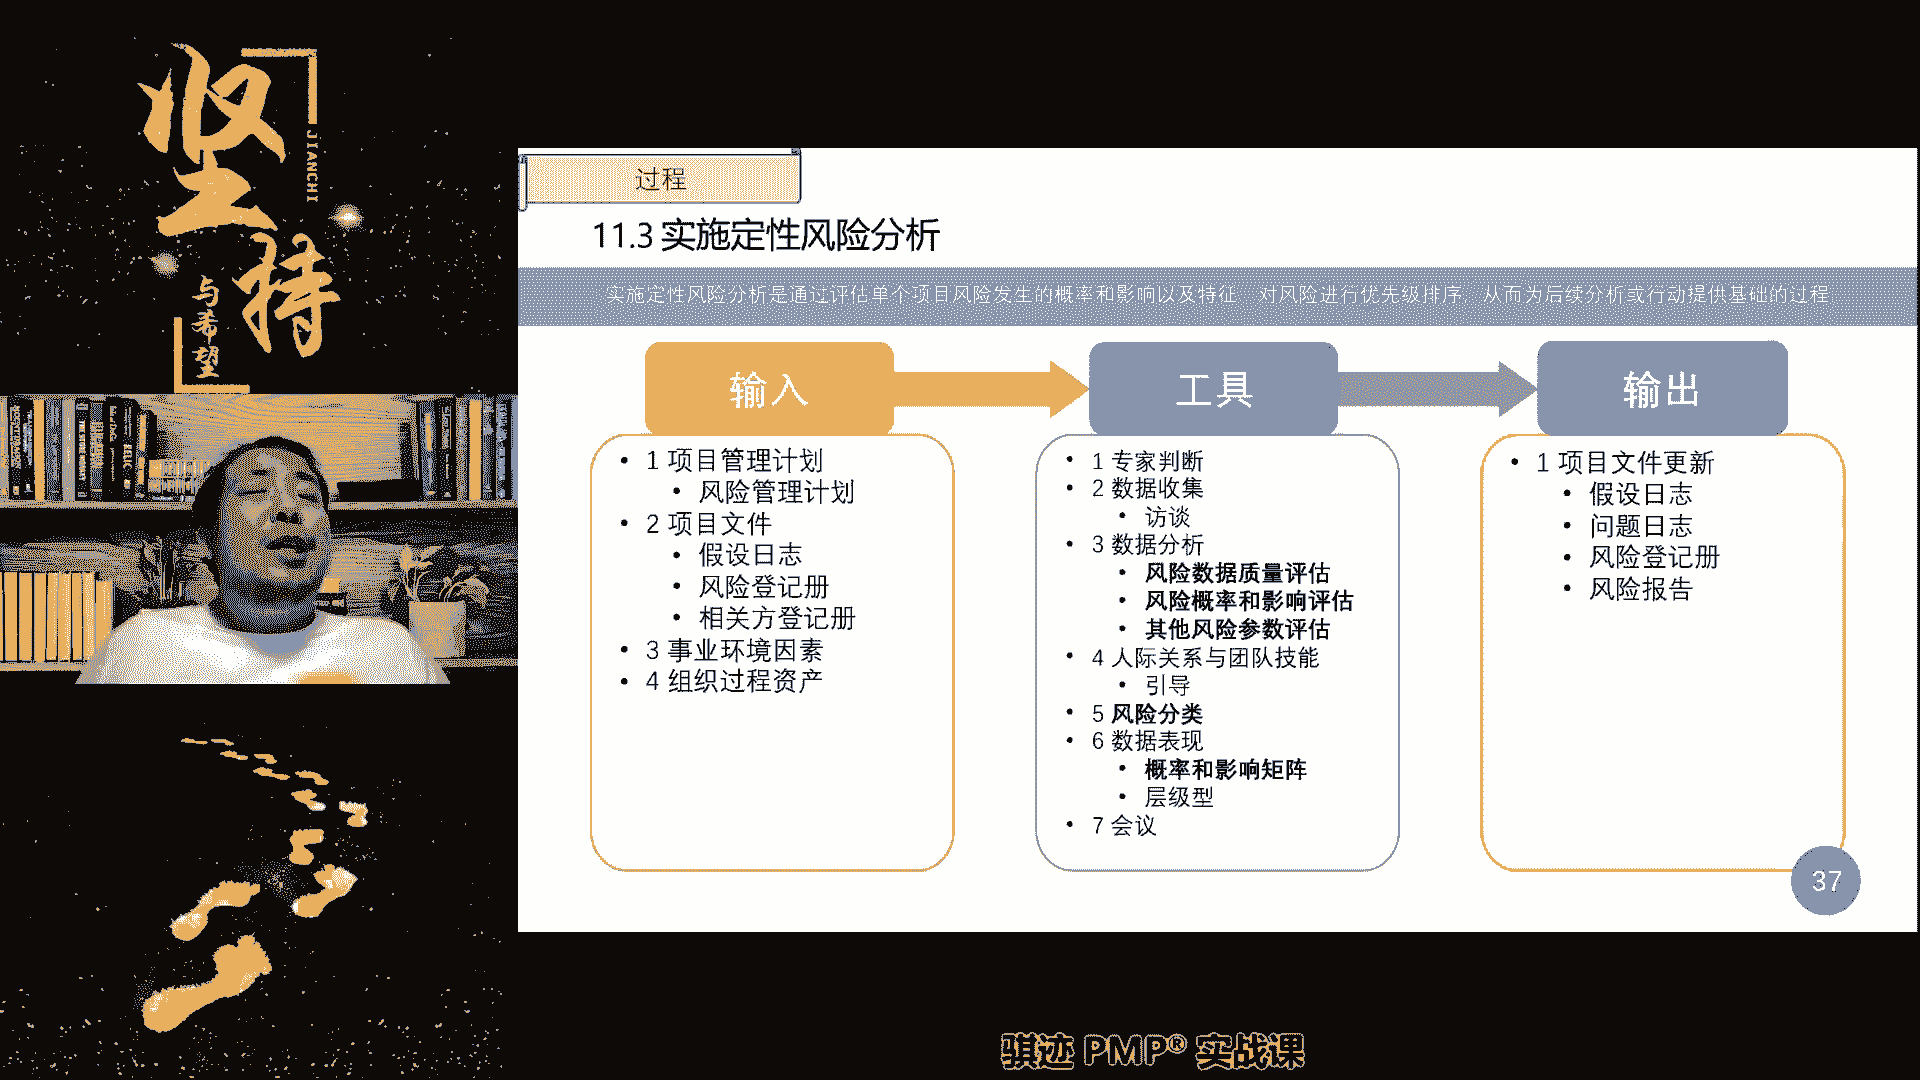 坚持
JIANCHI
与希望
过程
11.3 实施定性风险分析
实施定性风险分析是通过评估单个项目风险发生的概率和影响以及特征 对风险进行优先级排序 从而为后续分析或行动提供基础的过程
输入
• 1 项目管理计划
• 风险管理计划
• 2 项目文件
• 假设日志
• 风险登记册
• 相关方登记册
• 3 事业环境因素
• 4 组织过程资产
工具
• 1 专家判断
• 2 数据收集
• 访谈
• 3 数据分析
• 风险数据质量评估
• 风险概率和影响评估
• 其他风险参数评估
• 4 人际关系与团队技能
• 引导
• 5 风险分类
• 6 数据表现
• 概率和影响矩阵
• 层级型
• 7 会议
输出
• 1 项目文件更新
• 假设日志
• 问题日志
• 风险登记册
• 风险报告
37
骐迹 PMP® 实战课